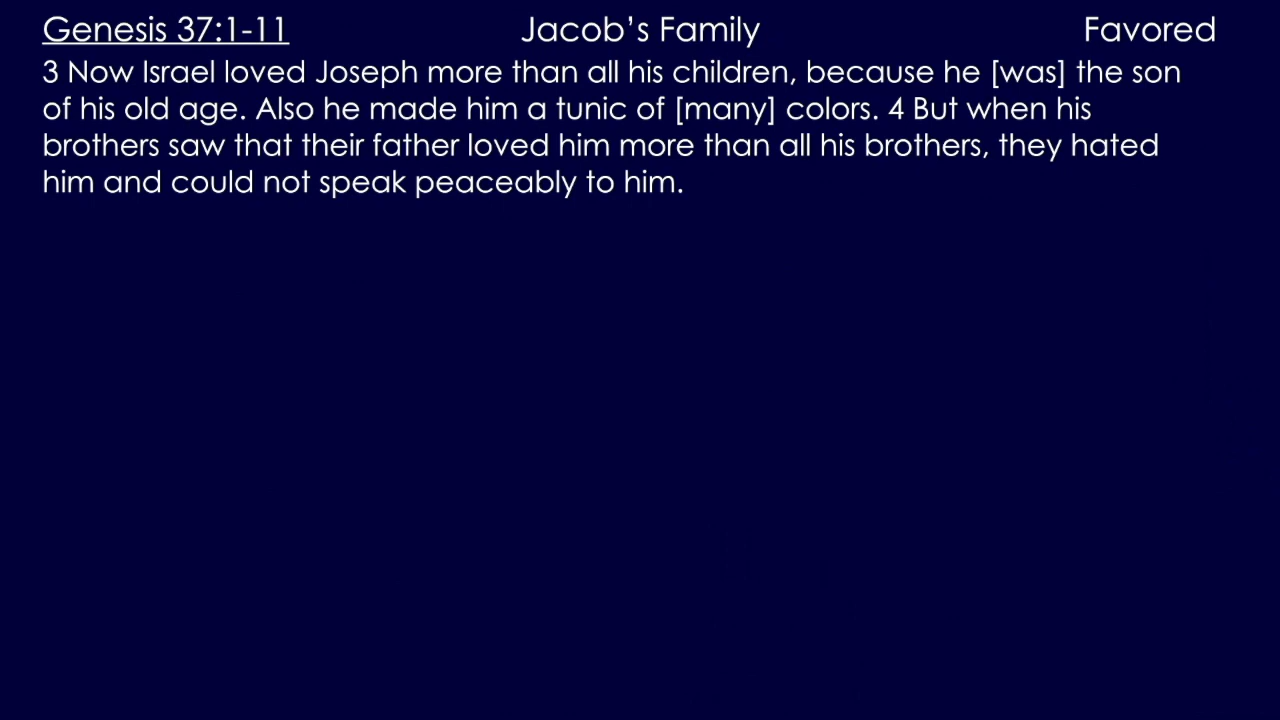 Genesis 37:1-11 Jacob’s Family Favored
3 Now Israel loved Joseph more than all his children, because he [was] the son
of his old age. Also he made him a tunic of [many] colors. 4 But when his
brothers saw that their father loved him more than all his brothers, they hated
him and could not speak peaceably to him.